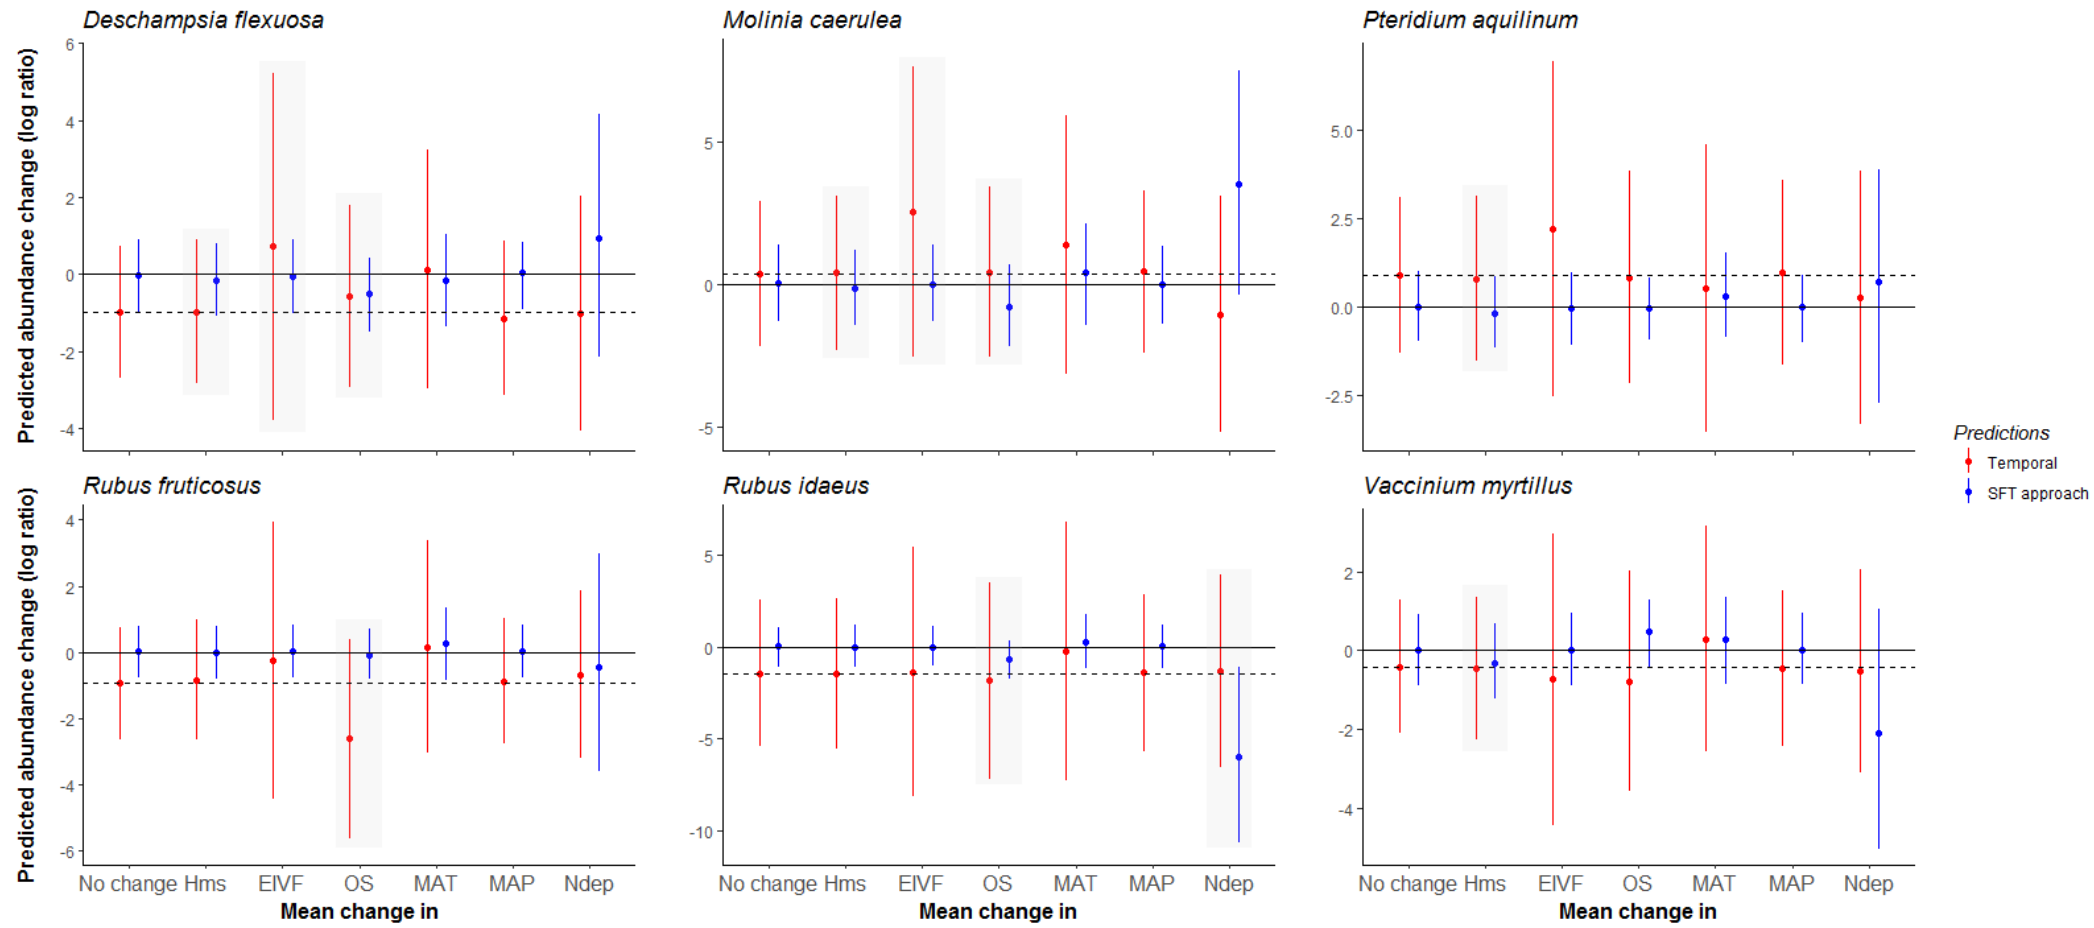 Deschampsia flexuosa
Molinia caerulea
Pteridium aquilinum
Predicted abundance change (log ratio)
6
4
2
0
-2
-4
5
0
-5
5.0
2.5
0.0
-2.5
Predictions
Temporal
SFT approach
Rubus fruticosus
Rubus idaeus
Vaccinium myrtillus
Predicted abundance change (log ratio)
4
2
0
-2
-4
-6
5
0
-5
-10
2
0
-2
-4
No change Hms EIVF OS MAT MAP Ndep
No change Hms EIVF OS MAT MAP Ndep
No change Hms EIVF OS MAT MAP Ndep
Mean change in
Mean change in
Mean change in